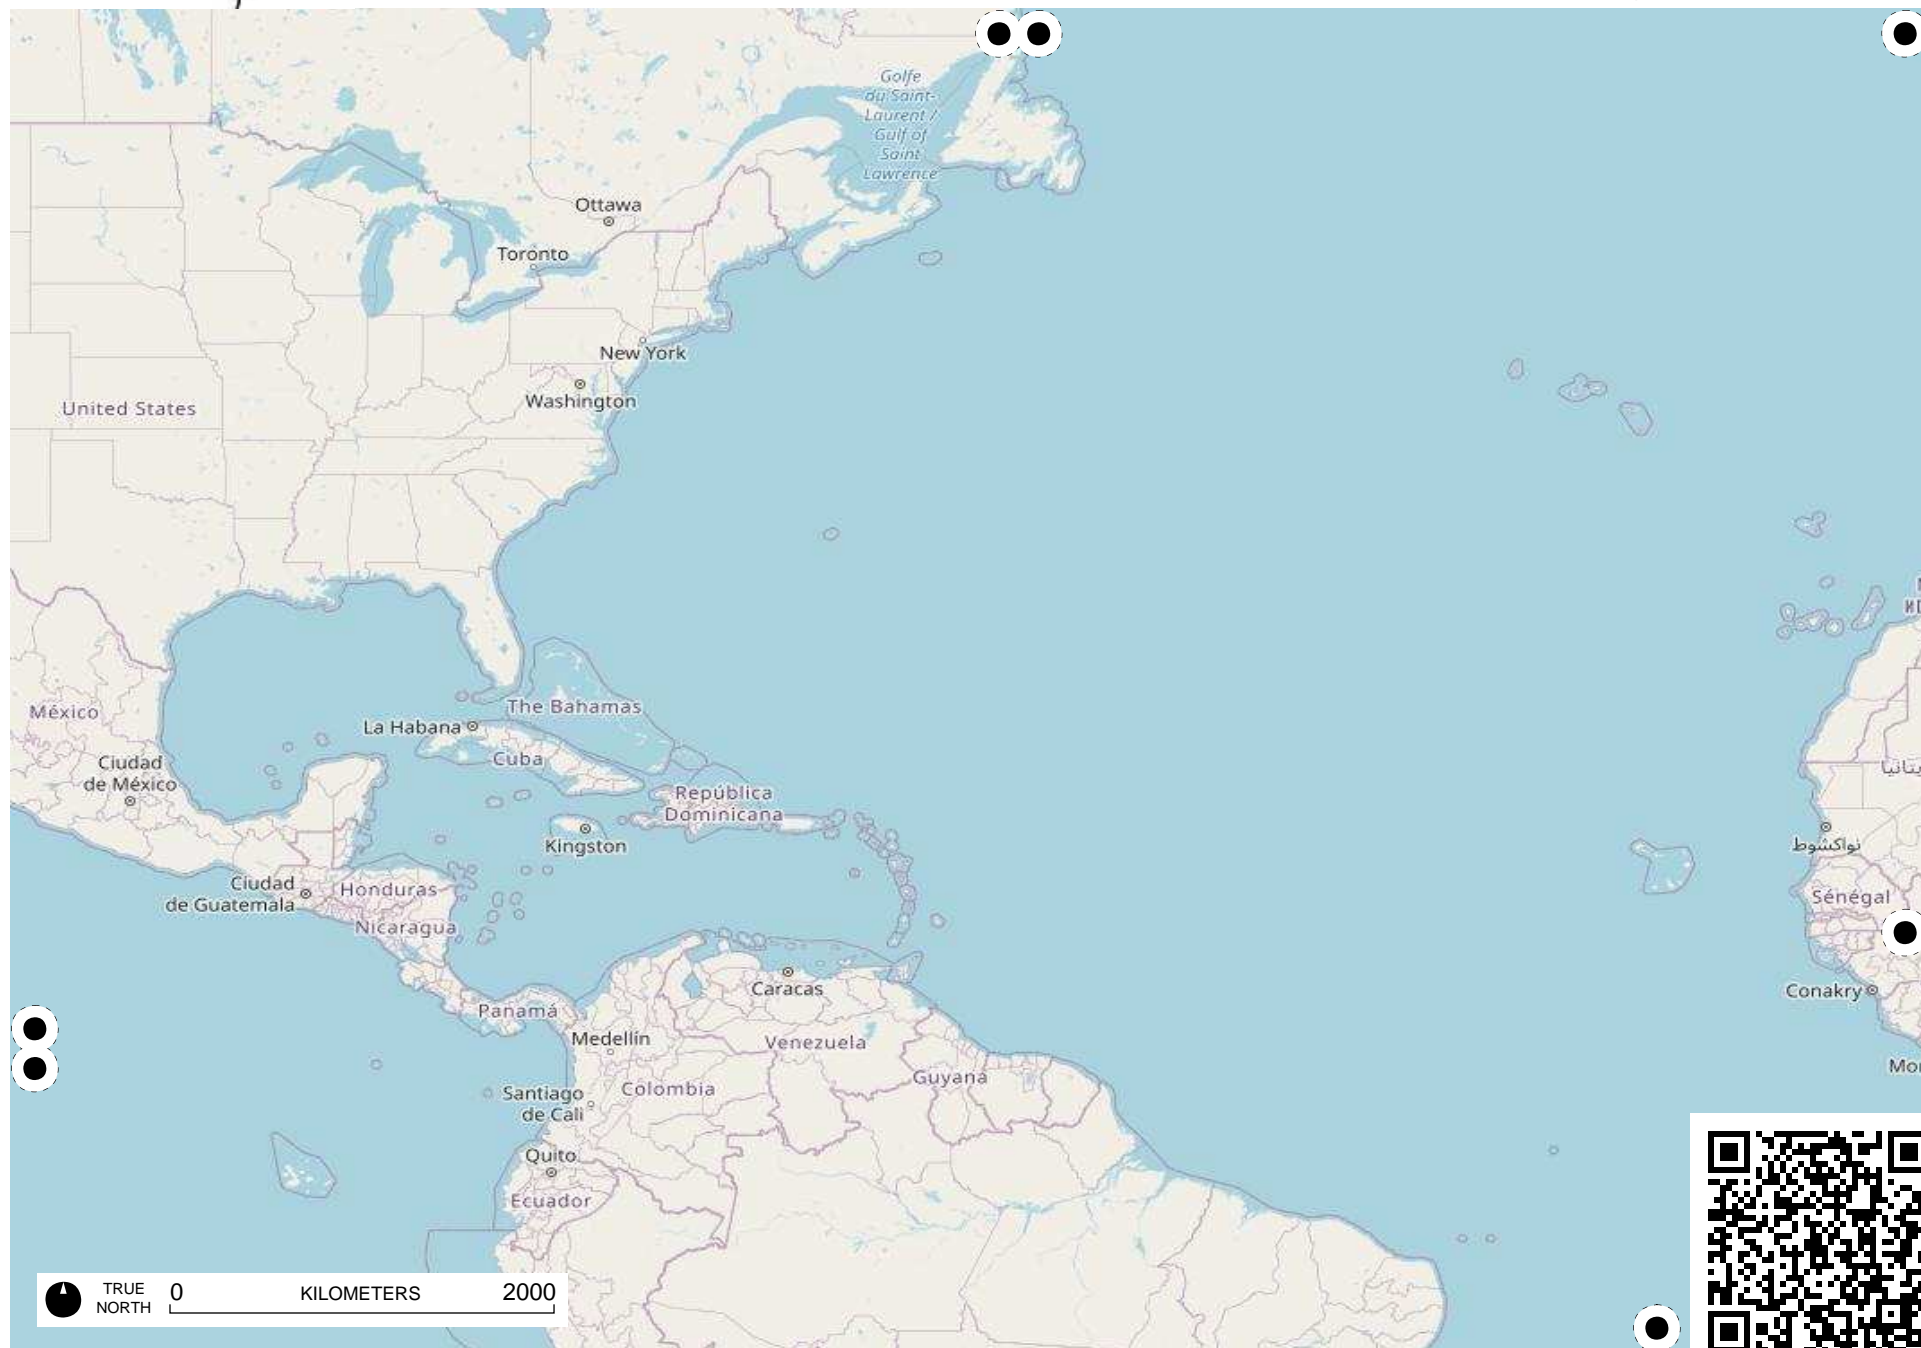 Golfe
du Saint-
Laurent /
Gulf of
Saint
Lawrence
Ottawa
Toronto
New York
Washington
United States
México
Ciudad
de México
The Bahamas
La Habana
Cuba
República
Dominicana
Kingston
Ciudad
de Guatemala
Honduras
Nicaragua
نواكشوط
Sénégal
Conakry
Caracas
Panamá
Medellín
Venezuela
Colombia
Guyana
Santiago
de Cali
Quito
Ecuador
TRUE
NORTH
0 KILOMETERS 2000